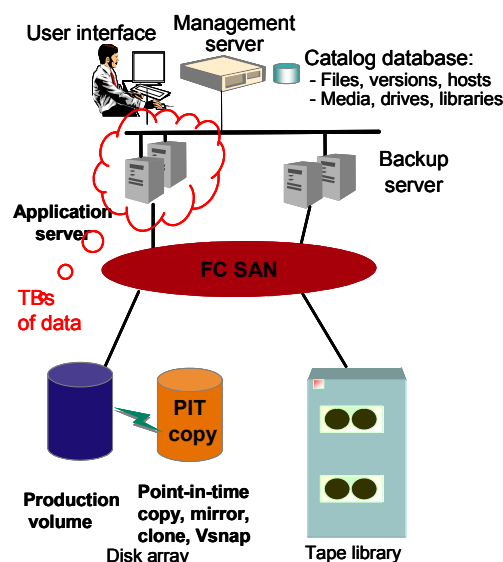 User interface
Management
server
Catalog database:
- Files, versions, hosts
- Media, drives, libraries
Backup
server
Application
server
FC SAN
TBs
of data
PIT
copy
Production
volume
Point-in-time
copy, mirror,
clone, Vsnap
Disk array
Tape library